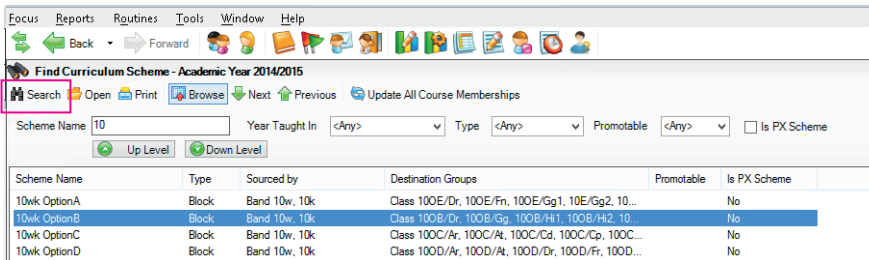 Focus Reports Routines Tools Window Help
Back Forward
Find Curriculum Scheme - Academic Year 2014/2015
Search Open Print Browse Next Previous Update All Course Memberships
Scheme Name 10 Year Taught In <Any> Type <Any> Promotable <Any> Is PX Scheme
Up Level Down Level
Scheme Name Type Sourced by Destination Groups Promotable Is PX Scheme
10wk OptionA Block Band 10w, 10k Class 10OE/Dr, 10OE/Fn, 10OE/Gg1, 10E/Gg2, 10... No
10wk OptionB Block Band 10w, 10k Class 10OB/Dr, 10OB/Gg, 10OB/Hi1, 10OB/Hi2, 10... No
10wk OptionC Block Band 10w, 10k Class 10OC/Ar, 10OC/At, 10OC/Cd, 10OC/Cp, 10OC... No
10wk OptionD Block Band 10w, 10k Class 10OD/Ar, 10OD/At, 10OD/Dr, 10OD/Fr, 10OD... No